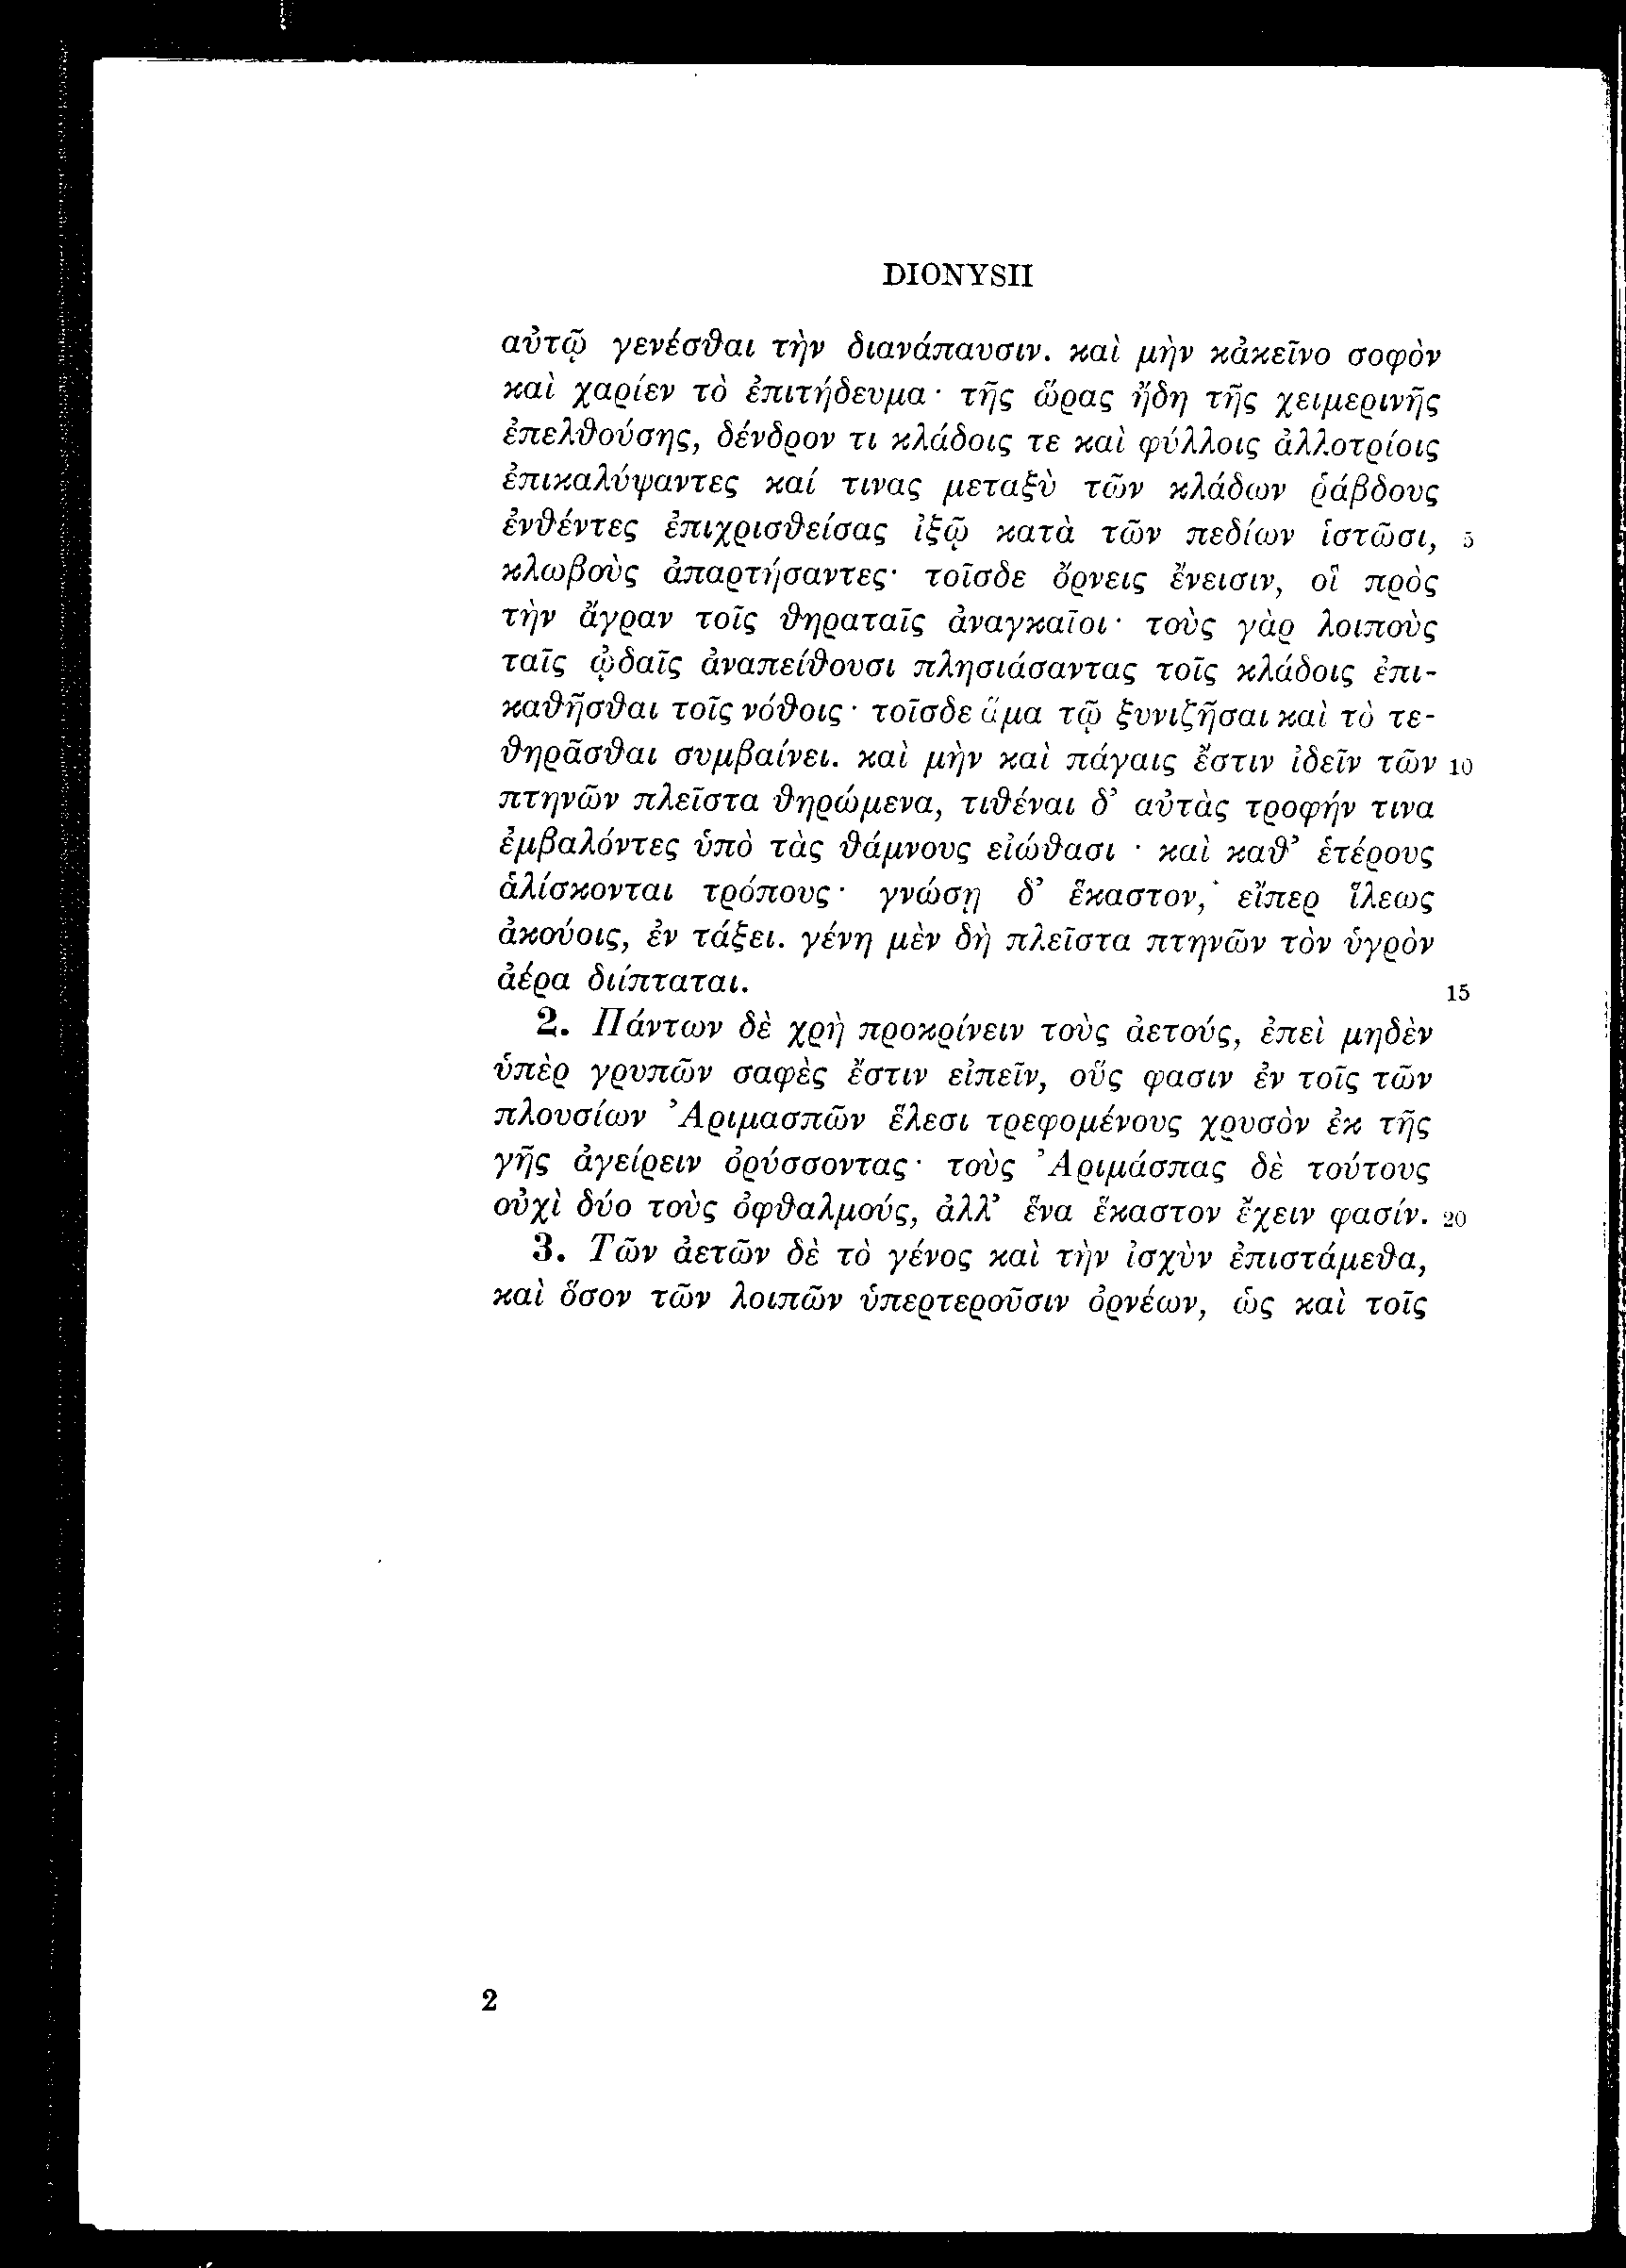 DIONYSII
αὐτῷ γενέσθαι τὴν διανάπαυσιν. καὶ μὴν κἀκεῖνο σοφὸν
καὶ χαρίεν τὸ ἐπιτήδευμα· τῆς ὥρας ἤδη τῆς χειμερινῆς
ἐπελθούσης, δένδρον τι κλάδοις τε καὶ φύλλοις ἀλλοτρίοις
ἐπικαλύψαντες καί τινας μεταξὺ τῶν κλάδων ῥάβδους
ἐνθέντες ἐπιχρισθείσας ἰξῷ κατὰ τῶν πεδίων ἱστῶσι, 5
κλωβοὺς ἀπαρτήσαντες· τοῖσδε ὄρνεις ἔνεισιν, οἳ πρὸς
τὴν ἄγραν τοῖς θηραταῖς ἀναγκαῖοι· τοὺς γὰρ λοιποὺς
ταῖς ᾠδαῖς ἀναπείθουσι πλησιάσαντας τοῖς κλάδοις ἐπι-
καθῆσθαι τοῖς νόθοις· τοῖσδε ἅμα τῷ ξυνιζῆσαι καὶ τὸ τε-
θηρᾶσθαι συμβαίνει. καὶ μὴν καὶ πάγαις ἔστιν ἰδεῖν τῶν 10
πτηνῶν πλεῖστα θηρώμενα, τιθέναι δ' αὐτὰς τροφήν τινα
ἐμβαλόντες ὑπὸ τὰς θάμνους εἰώθασι · καὶ καθ' ἑτέρους
ἁλίσκονται τρόπους· γνώσῃ δ' ἕκαστον, εἴπερ ἵλεως
ἀκούοις, ἐν τάξει. γένη μὲν δὴ πλεῖστα πτηνῶν τὸν ὑγρὸν
ἀέρα διίπταται. 15
2. Πάντων δὲ χρὴ προκρίνειν τοὺς ἀετούς, ἐπεὶ μηδὲν
ὑπὲρ γρυπῶν σαφὲς ἔστιν εἰπεῖν, οὕς φασιν ἐν τοῖς τῶν
πλουσίων Ἀριμασπῶν ἕλεσι τρεφομένους χρυσὸν ἐκ τῆς
γῆς ἀγείρειν ὀρύσσοντας· τοὺς Ἀριμάσπας δὲ τούτους
οὐχὶ δύο τοὺς ὀφθαλμούς, ἀλλ' ἕνα ἕκαστον ἔχειν φασίν. 20
3. Τῶν ἀετῶν δὲ τὸ γένος καὶ τὴν ἰσχὺν ἐπιστάμεθα,
καὶ ὅσον τῶν λοιπῶν ὑπερτεροῦσιν ὀρνέων, ὡς καὶ τοῖς
2